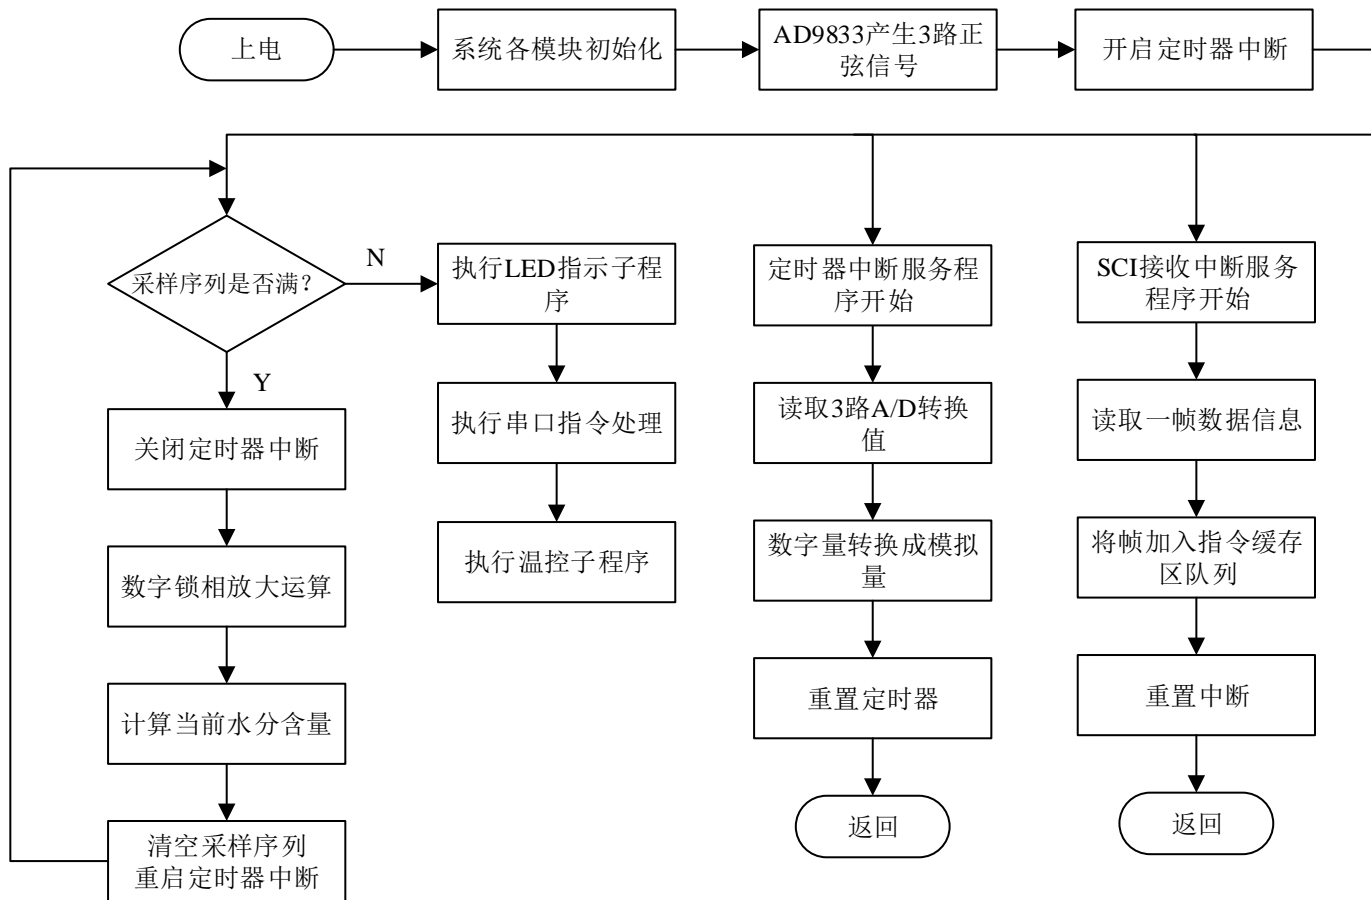 上电
系统各模块初始化
AD9833产生3路正
弦信号
开启定时器中断
采样序列是否满?
N
Y
关闭定时器中断
数字锁相放大运算
计算当前水分含量
清空采样序列
重启定时器中断
执行LED指示子程
序
执行串口指令处理
执行温控子程序
定时器中断服务程
序开始
读取3路A/D转换
值
数字量转换成模拟
量
重置定时器
返回
SCI接收中断服务
程序开始
读取一帧数据信息
将帧加入指令缓存
区队列
重置中断
返回